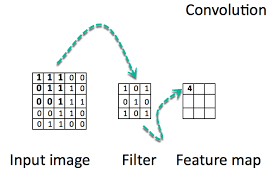 Convolution
1 1 1 0 0
0 1 1 1 0
0 0 1 1 1
0 0 1 1 0
0 1 1 0 0
1 0 1
0 1 0
1 0 1
4
Input image
Filter
Feature map